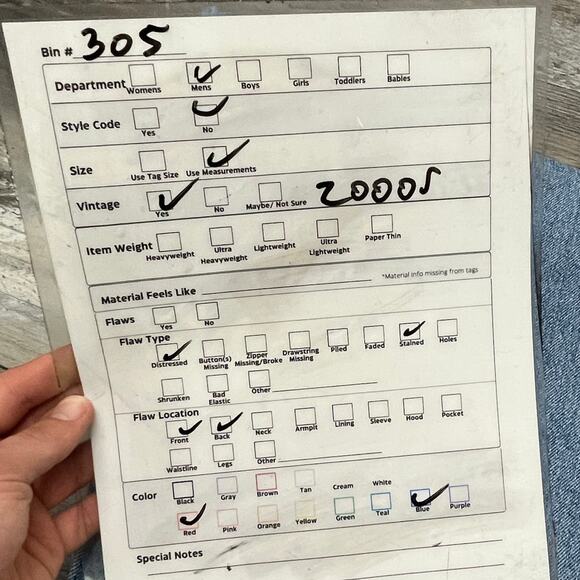 Bin # 305
Department Womens Mens Boys Girls Toddlers Babies
Style Code Yes No
Size Use Tag Size Use Measurements
Vintage Yes No Maybe/ Not Sure 2000s
Item Weight Heavyweight Ultra Heavyweight Lightweight Ultra Lightweight Paper Thin
Material Feels Like *Material info missing from tags
Flaws Yes No
Flaw Type
Distressed Button(s) Missing Zipper Missing/Broke Drawstring Missing Piled Faded Stained Holes
Shrunken Bad Elastic Other
Flaw Location
Front Back Neck Armpit Lining Sleeve Hood Pocket
Waistline Legs Other
Color Black Gray Brown Tan Cream White
Red Pink Orange Yellow Green Teal Blue Purple
Special Notes